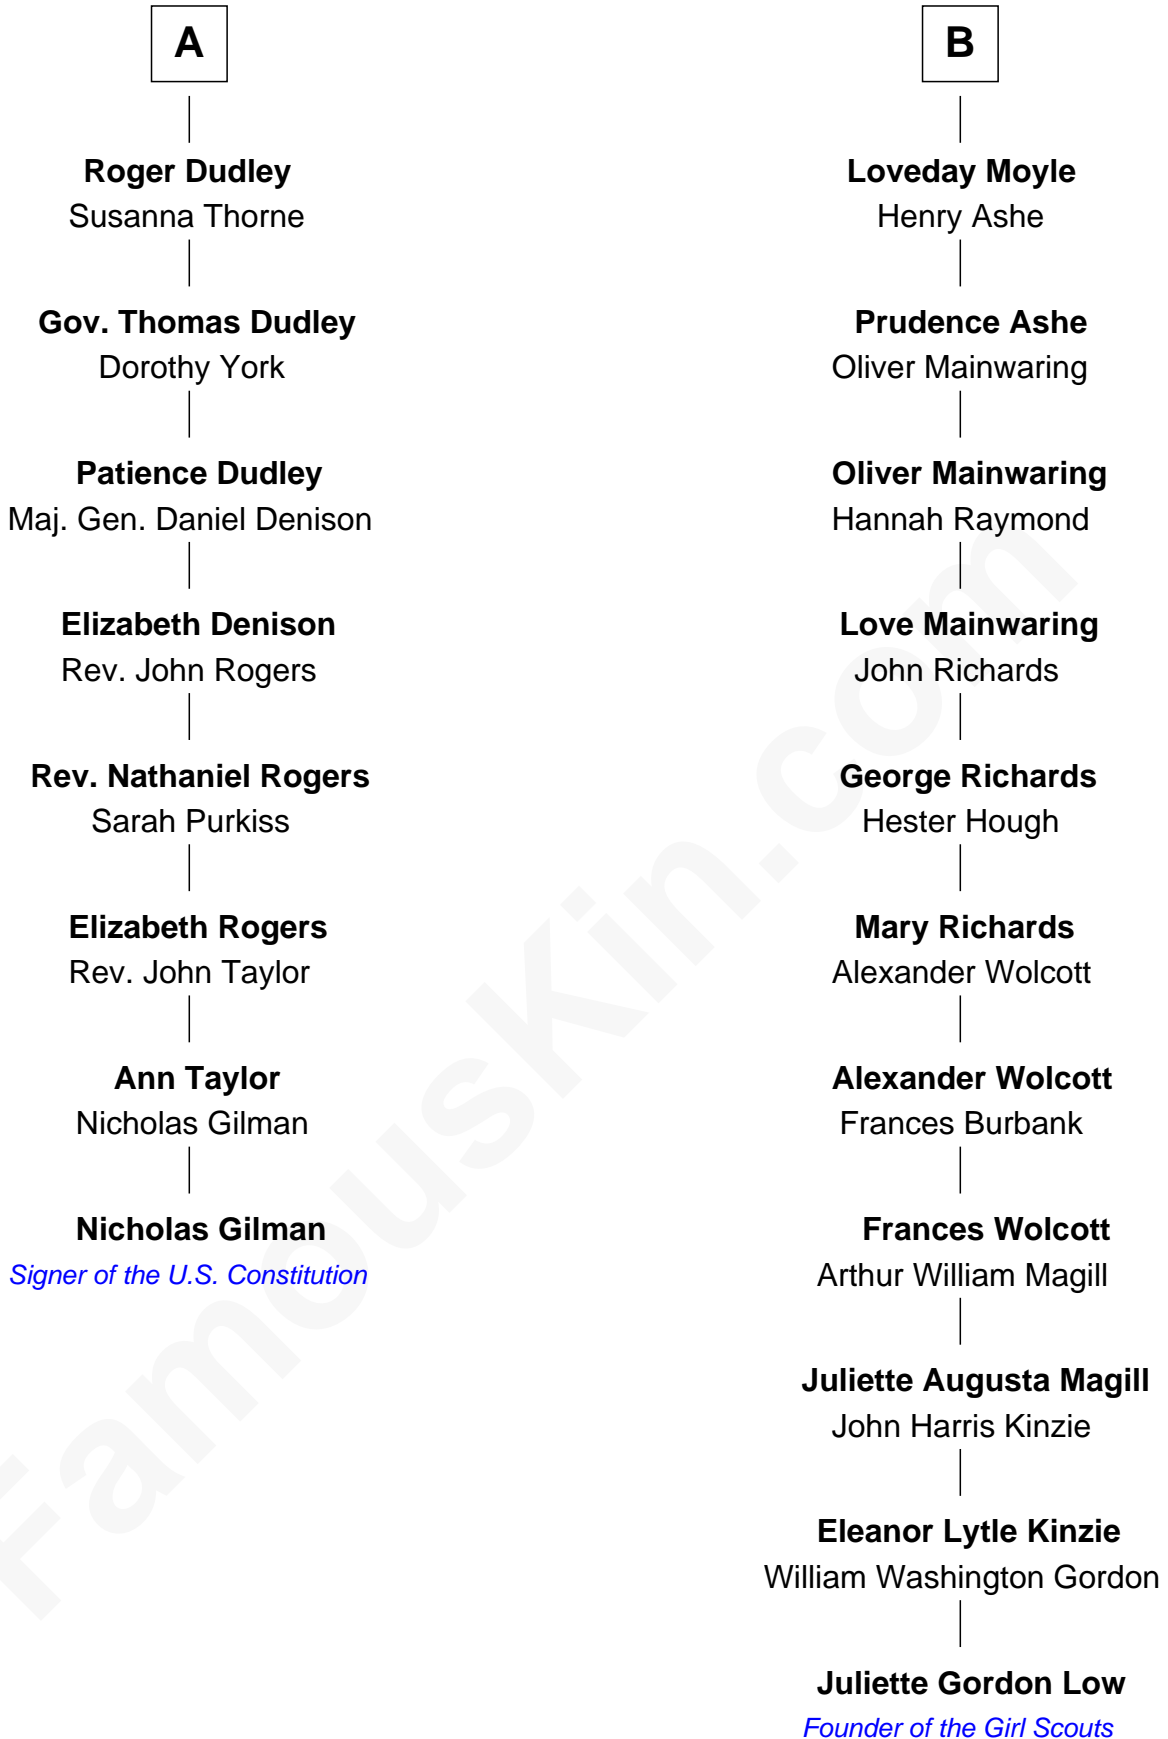 A
Roger Dudley
Susanna Thorne
Gov. Thomas Dudley
Dorothy York
Patience Dudley
Maj. Gen. Daniel Denison
Elizabeth Denison
Rev. John Rogers
Rev. Nathaniel Rogers
Sarah Purkiss
Elizabeth Rogers
Rev. John Taylor
Ann Taylor
Nicholas Gilman
Nicholas Gilman
Signer of the U.S. Constitution
B
Loveday Moyle
Henry Ashe
Prudence Ashe
Oliver Mainwaring
Oliver Mainwaring
Hannah Raymond
Love Mainwaring
John Richards
George Richards
Hester Hough
Mary Richards
Alexander Wolcott
Alexander Wolcott
Frances Burbank
Frances Wolcott
Arthur William Magill
Juliette Augusta Magill
John Harris Kinzie
Eleanor Lytle Kinzie
William Washington Gordon
Juliette Gordon Low
Founder of the Girl Scouts
FamousKin.com